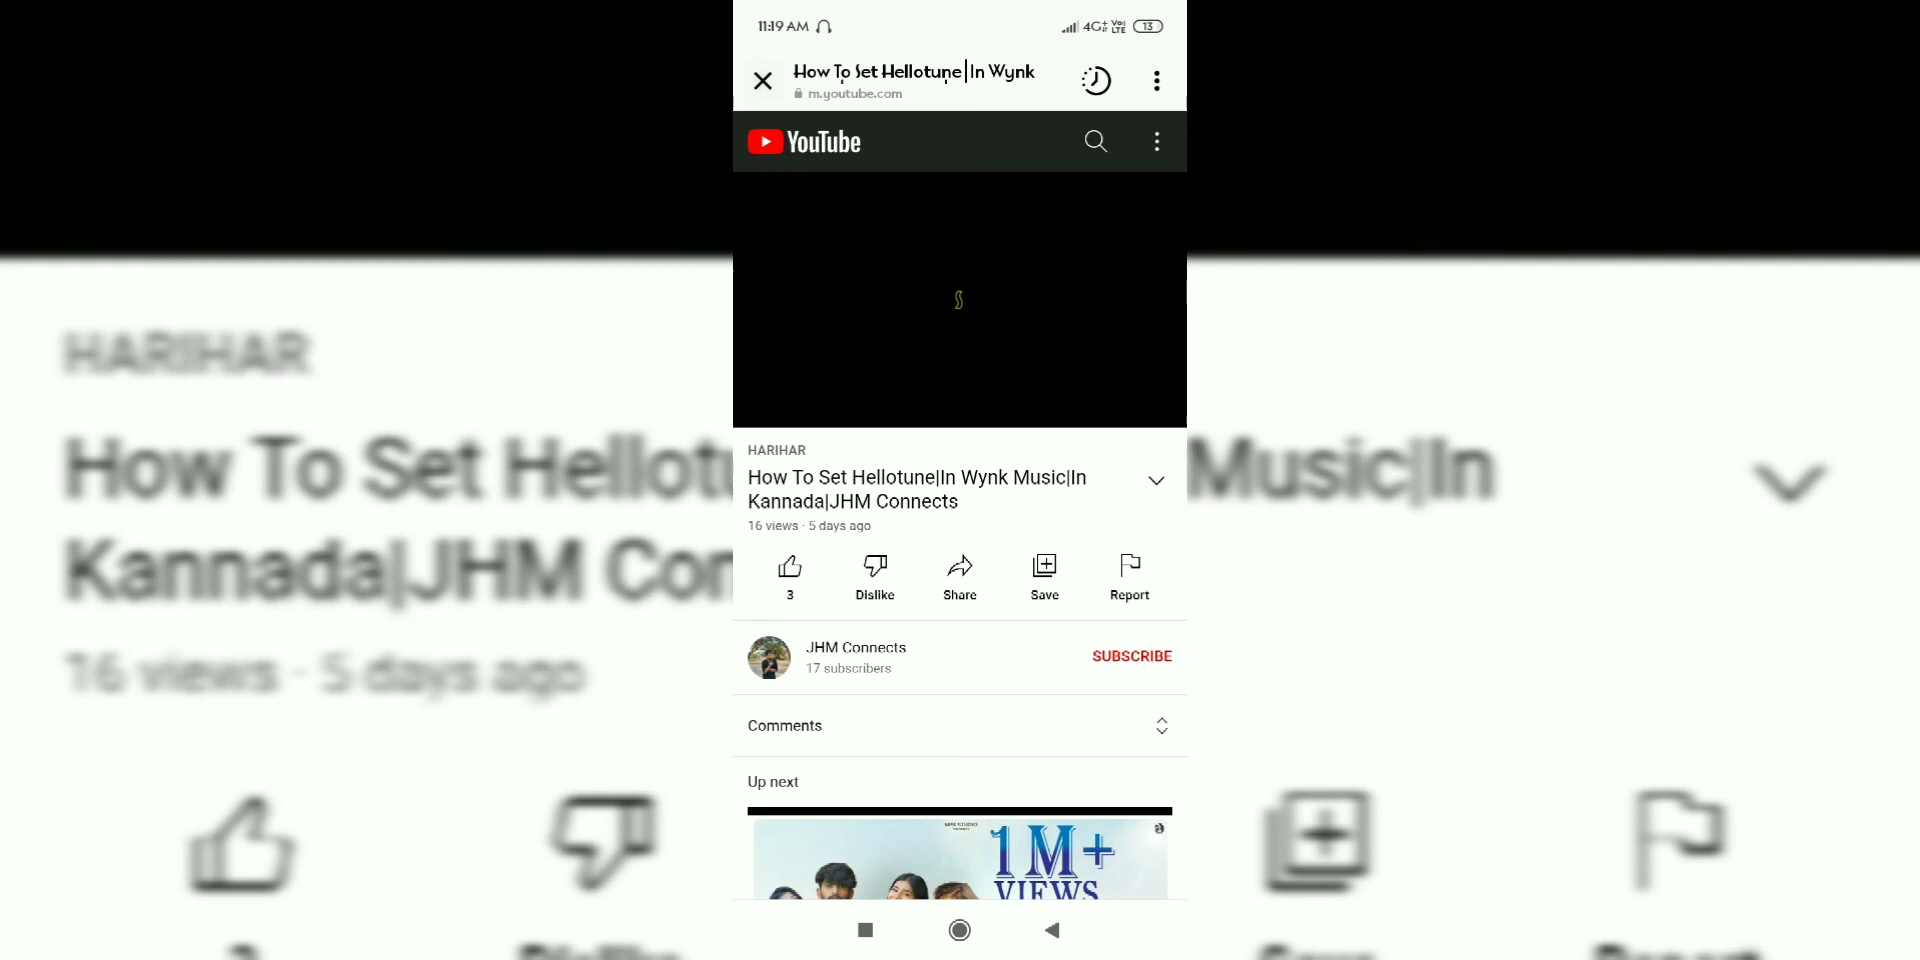 11:19 AM
4G+ Vo LTE 13
How To Set Hellotune|In Wynk
m.youtube.com
YouTube
S
HARIHAR
How To Set Hellotune|In Wynk Music|In
Kannada|JHM Connects
16 views · 5 days ago
3 Dislike Share Save Report
JHM Connects
17 subscribers
SUBSCRIBE
Comments
Up next
1M+
VIEWS
HARIHAR
How To Set Hellotu Music|In
Kannada|JHM Con
16 views · 5 days ago